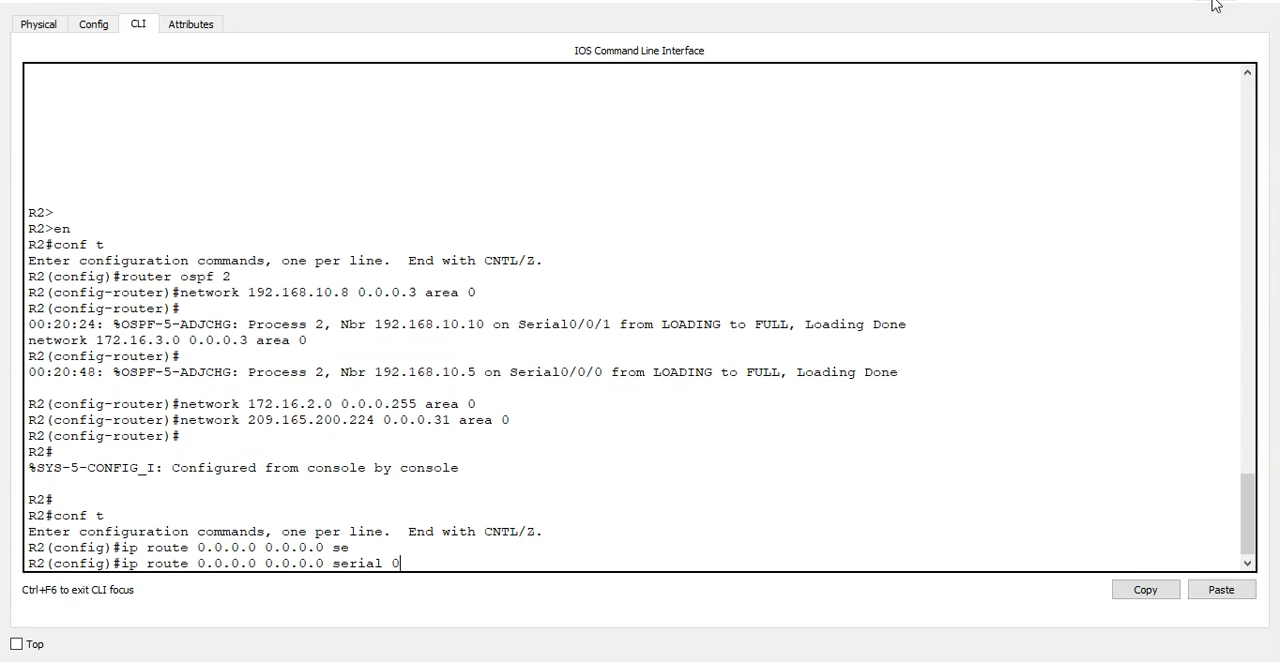 Physical Config CLI Attributes
IOS Command Line Interface
R2>
R2>en
R2#conf t
Enter configuration commands, one per line.  End with CNTL/Z.
R2(config)#router ospf 2
R2(config-router)#network 192.168.10.8 0.0.0.3 area 0
R2(config-router)#
00:20:24: %OSPF-5-ADJCHG: Process 2, Nbr 192.168.10.10 on Serial0/0/1 from LOADING to FULL, Loading Done
network 172.16.3.0 0.0.0.3 area 0
R2(config-router)#
00:20:48: %OSPF-5-ADJCHG: Process 2, Nbr 192.168.10.5 on Serial0/0/0 from LOADING to FULL, Loading Done
R2(config-router)#network 172.16.2.0 0.0.0.255 area 0
R2(config-router)#network 209.165.200.224 0.0.0.31 area 0
R2(config-router)#
R2#
%SYS-5-CONFIG_I: Configured from console by console
R2#
R2#conf t
Enter configuration commands, one per line.  End with CNTL/Z.
R2(config)#ip route 0.0.0.0 0.0.0.0 se
R2(config)#ip route 0.0.0.0 0.0.0.0 serial 0
Ctrl+F6 to exit CLI focus
Copy Paste
Top